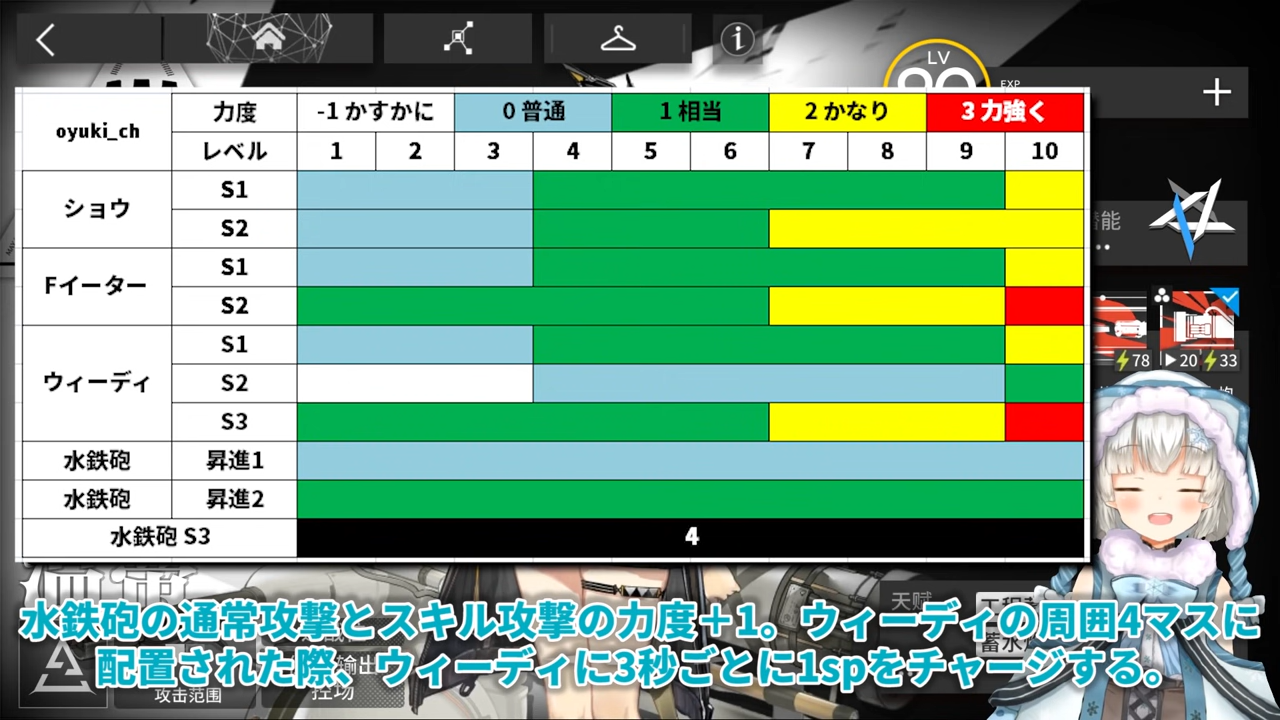 LV
EXP
oyuki_ch
力度 -1 かすかに 0 普通 1 相当 2 かなり 3 力強く
レベル 1 2 3 4 5 6 7 8 9 10
ショウ
S1
S2
Fイーター
S1
S2
ウィーディ
S1
S2
S3
水鉄砲 昇進1
水鉄砲 昇進2
水鉄砲 S3 4
能
78 20 33
天赋
水鉄砲の通常攻撃とスキル攻撃の力度＋1。ウィーディの周囲4マスに
配置された際、ウィーディに3秒ごとに1spをチャージする。
攻击范围
控场